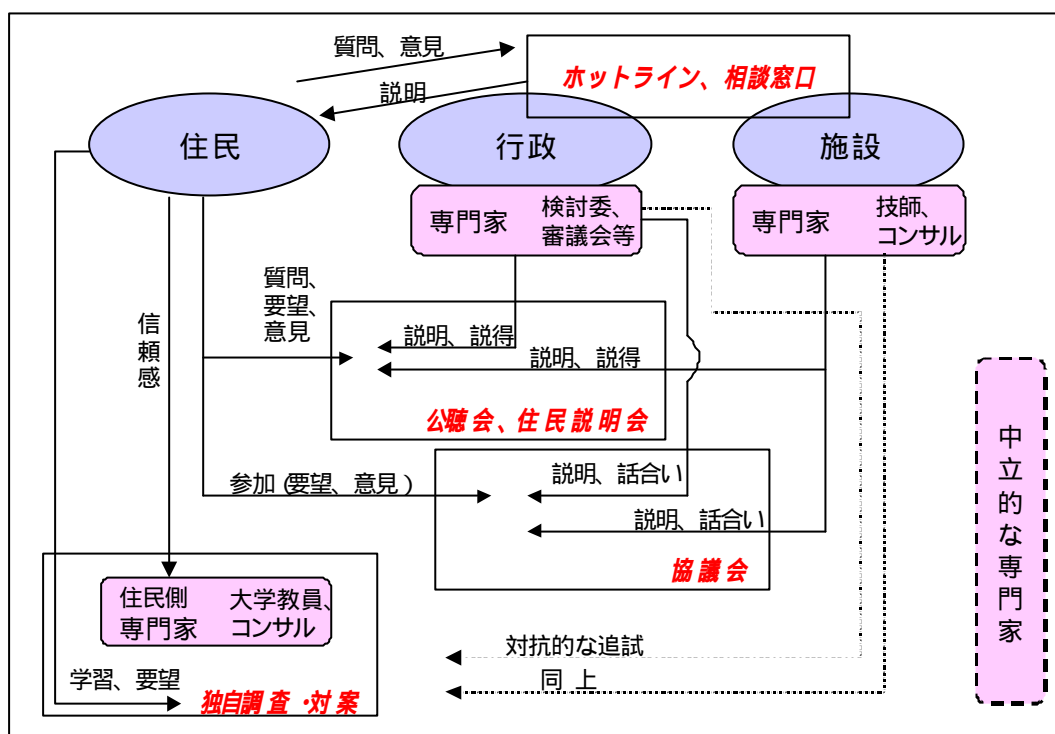 質問、意見
説明
ホットライン、相談窓口
住民
行政
施設
専門家
検討委、
審議会等
専門家
技師、
コンサル
質問、
要望、
意見
信頼感
説明、説得
説明、説得
公聴会、住民説明会
参加(要望、意見)
説明、話合い
説明、話合い
協議会
中立的な専門家
住民側
専門家
大学教員、
コンサル
学習、要望
独自調査・対案
対抗的な追試
同上